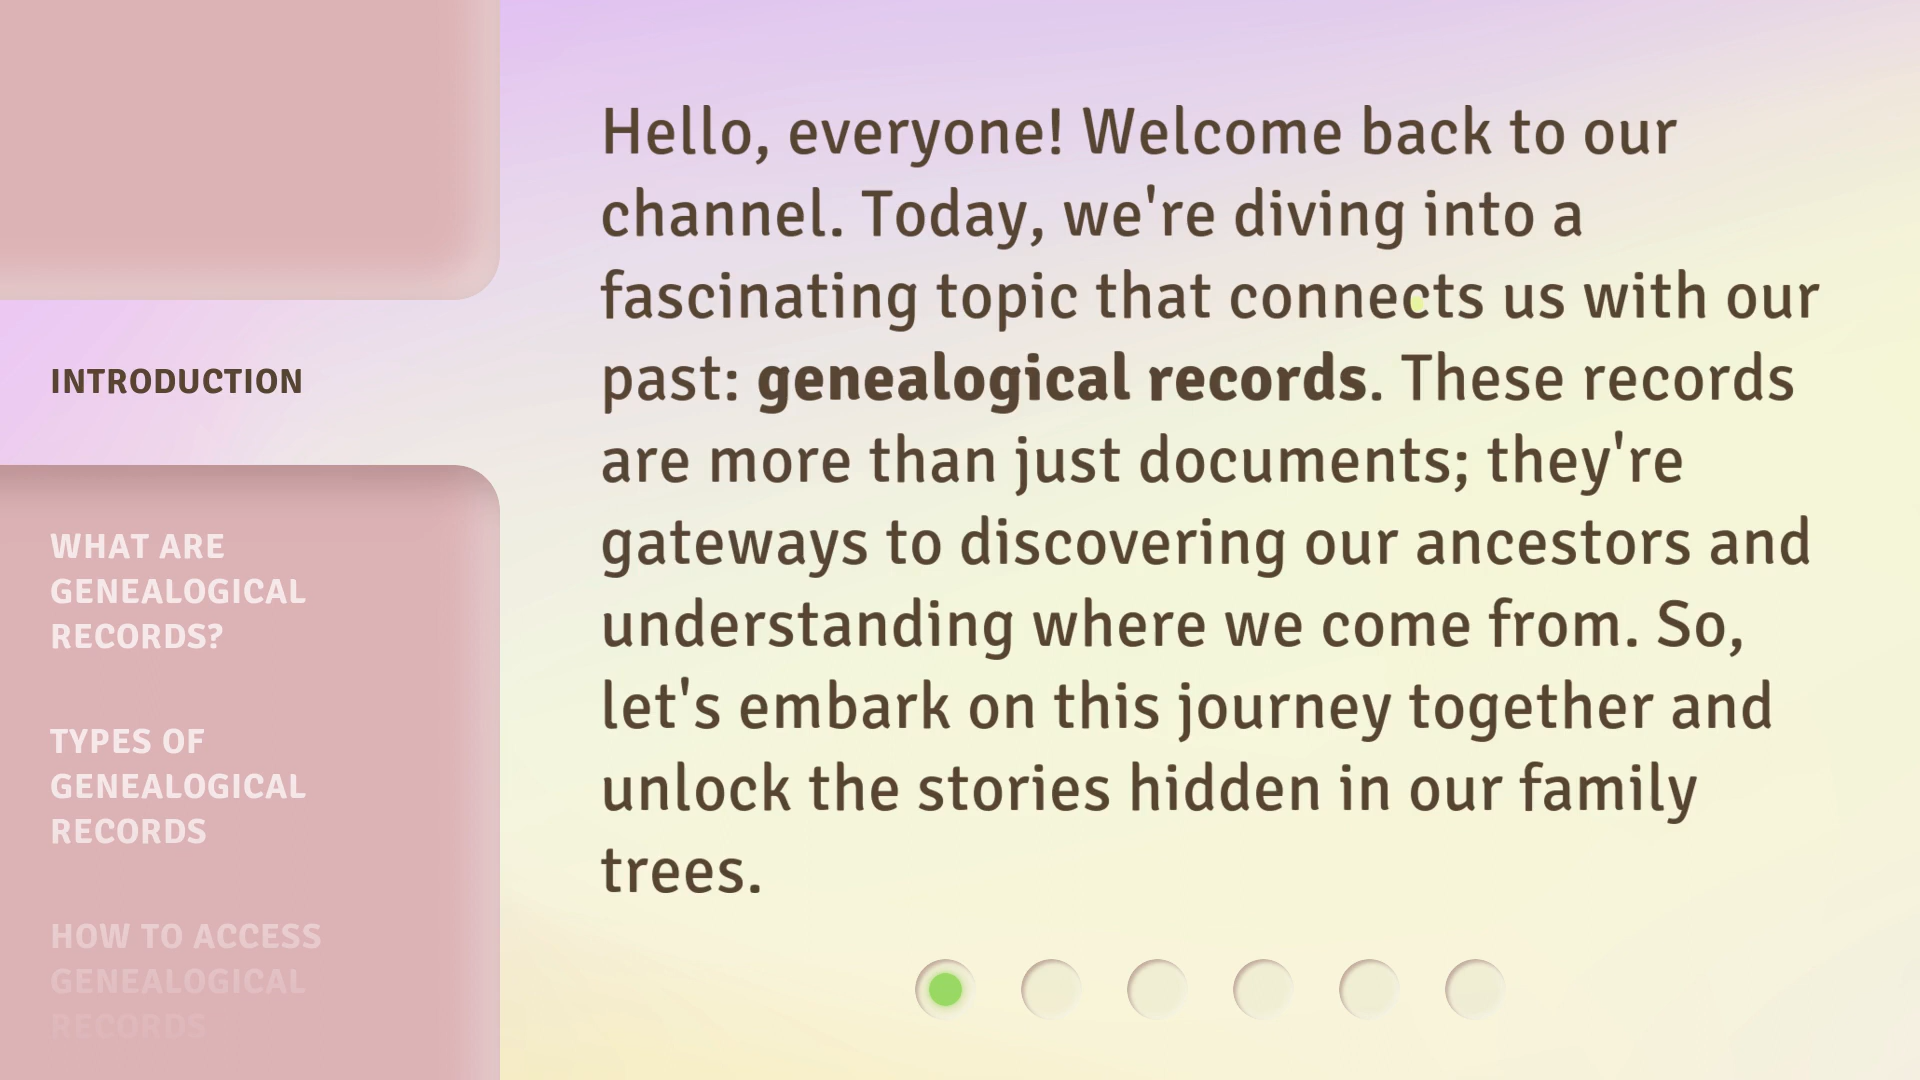 INTRODUCTION
WHAT ARE
GENEALOGICAL
RECORDS?
TYPES OF
GENEALOGICAL
RECORDS
HOW TO ACCESS
GENEALOGICAL
RECORDS
Hello, everyone! Welcome back to our
channel. Today, we're diving into a
fascinating topic that connects us with our
past: genealogical records. These records
are more than just documents; they're
gateways to discovering our ancestors and
understanding where we come from. So,
let's embark on this journey together and
unlock the stories hidden in our family
trees.